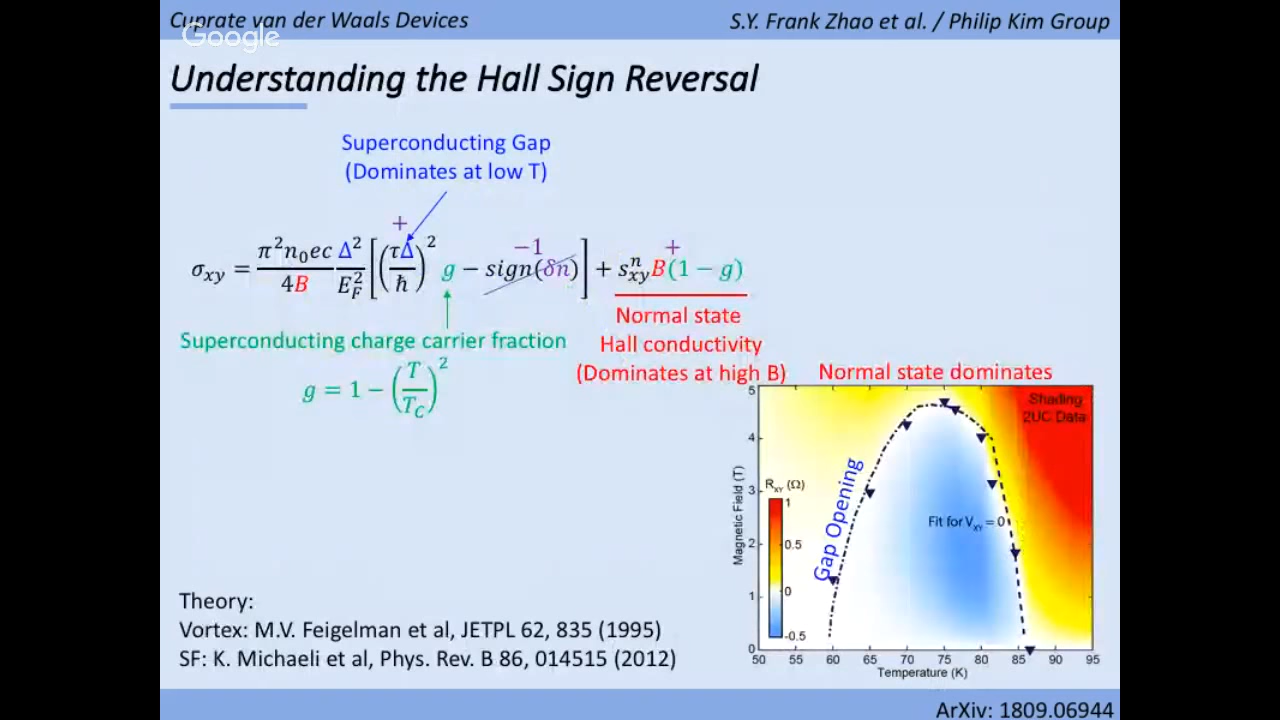 Cuprate van der Waals Devices
S.Y. Frank Zhao et al. / Philip Kim Group
Google
Understanding the Hall Sign Reversal
Superconducting Gap
(Dominates at low T)
+ −1 +
σxy = π²n₀ec/4B Δ²/E_F² [(τΔ/ħ)² g − sign(δn)] + sⁿxy B(1 − g)
Superconducting charge carrier fraction
g = 1 − (T/T_C)²
Normal state
Hall conductivity
(Dominates at high B)
Normal state dominates
Shading
2UC Data
Gap Opening
Fit for V_XY = 0
R_XY (Ω)
1
0.5
0
-0.5
Magnetic Field (T)
5
4
3
2
1
0
50 55 60 65 70 75 80 85 90 95
Temperature (K)
Theory:
Vortex: M.V. Feigelman et al, JETPL 62, 835 (1995)
SF: K. Michaeli et al, Phys. Rev. B 86, 014515 (2012)
ArXiv: 1809.06944